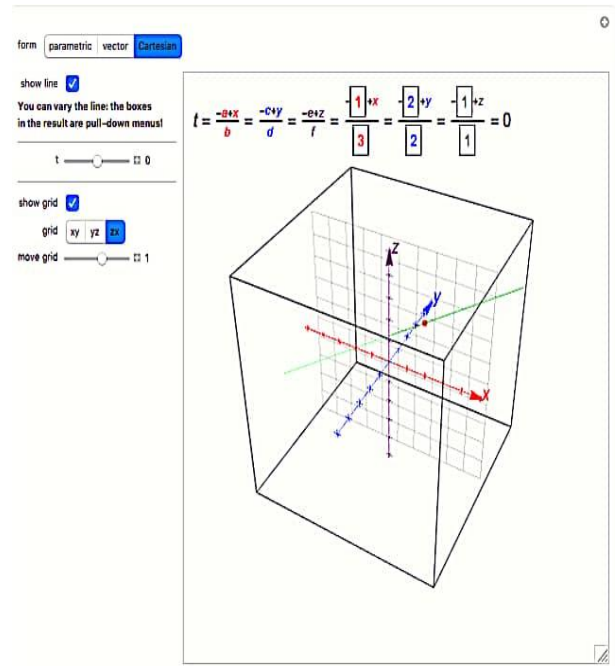 form parametric vector Cartesian
show line
You can vary the line: the boxes
in the result are pull-down menus!
t 0
show grid
grid xy yz zx
move grid 1
t = -a+x/b = -c+y/d = -e+z/f = -1+x/3 = -2+y/2 = -1+z/1 = 0
z
y
x